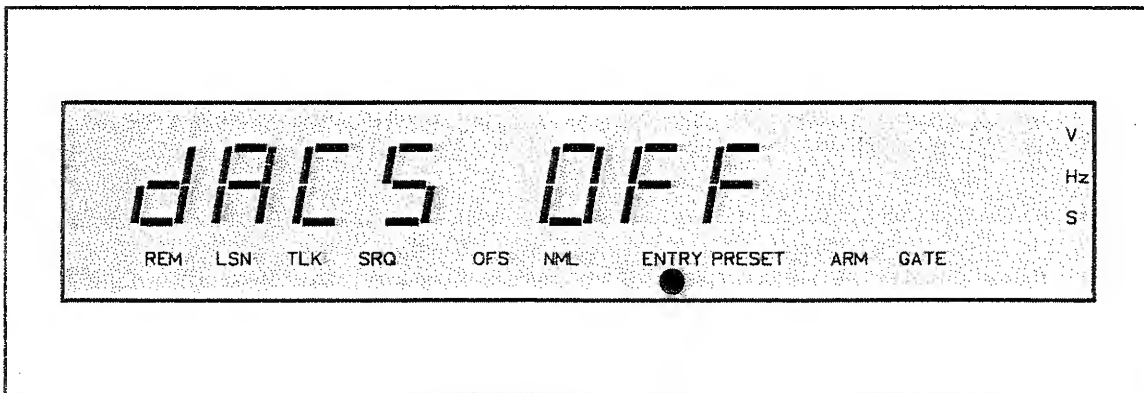 dACS OFF
V
Hz
S
REM LSN TLK SRQ OFS NML ENTRY PRESET ARM GATE